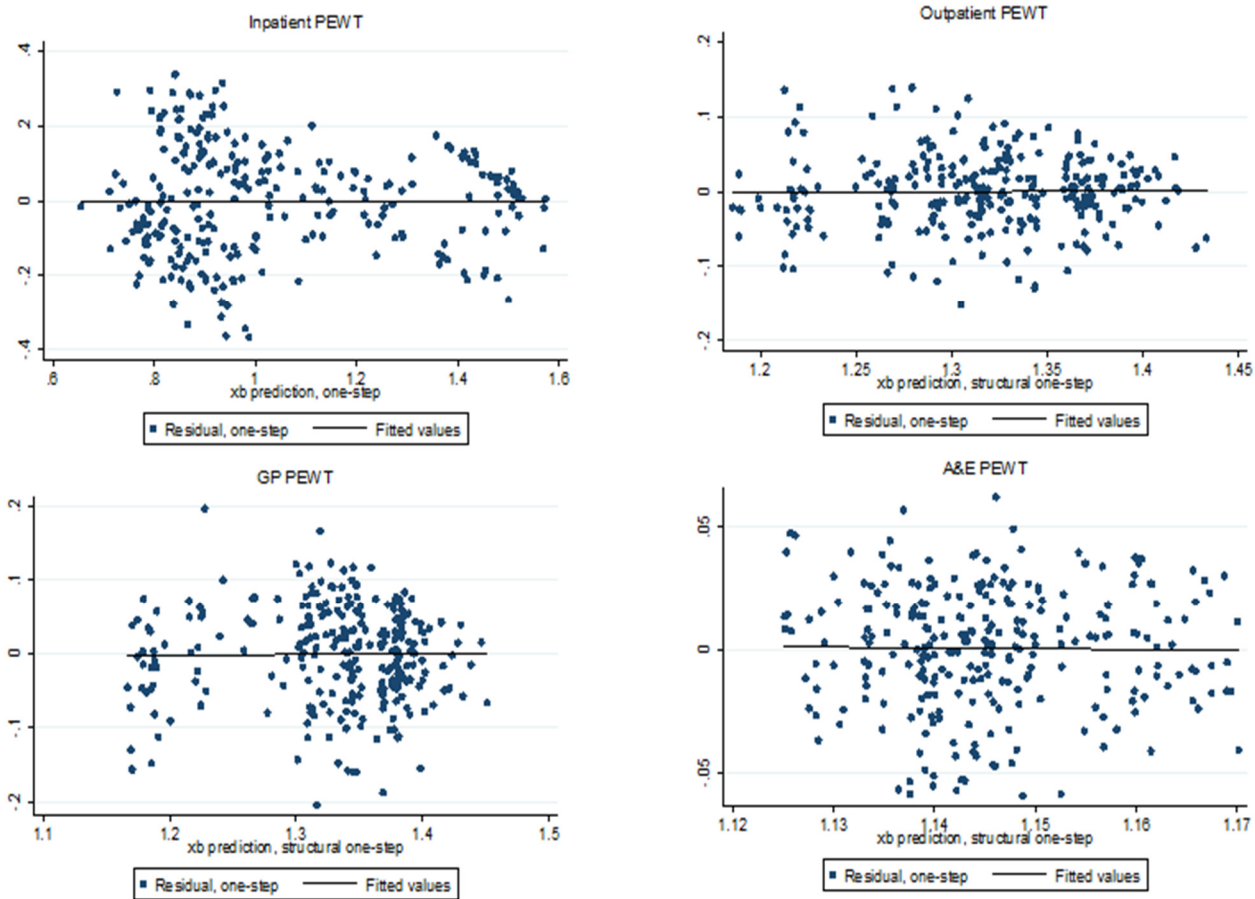 Inpatient PEWT
.4
.2
0
-.2
-.4
.6 .8 1 1.2 1.4 1.6
xb prediction, one-step
Residual, one-step Fitted values
Outpatient PEWT
.2
.1
0
-.1
-.2
1.2 1.25 1.3 1.35 1.4 1.45
xb prediction, structural one-step
Residual, one-step Fitted values
GP PEWT
.2
.1
0
-.1
-.2
1.1 1.2 1.3 1.4 1.5
xb prediction, structural one-step
Residual, one-step Fitted values
A&E PEWT
.05
0
-.05
1.12 1.13 1.14 1.15 1.16 1.17
xb prediction, structural one-step
Residual, one-step Fitted values